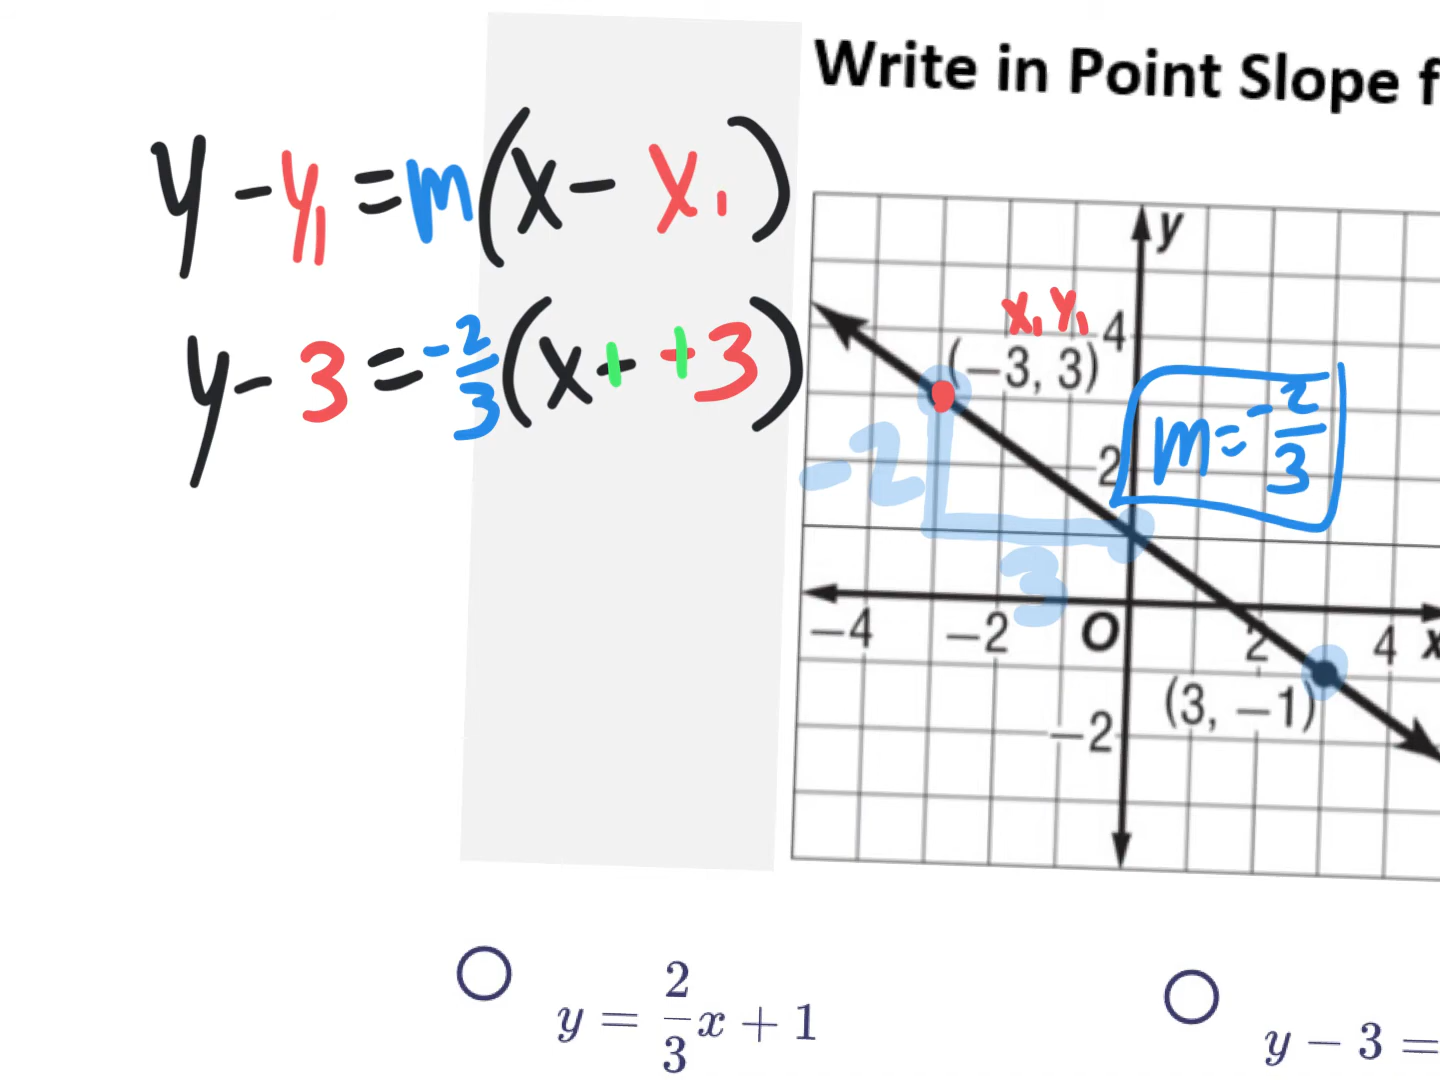 Write in Point Slope f
y - y₁ = m(x - x₁)
y - 3 = -2/3(x + +3)
y
x₁ y₁
4
(−3, 3)
m = -2/3
2
-2
3
−4 −2 O 2 4 x
(3, −1)
−2
y = 2/3x + 1
y − 3 =